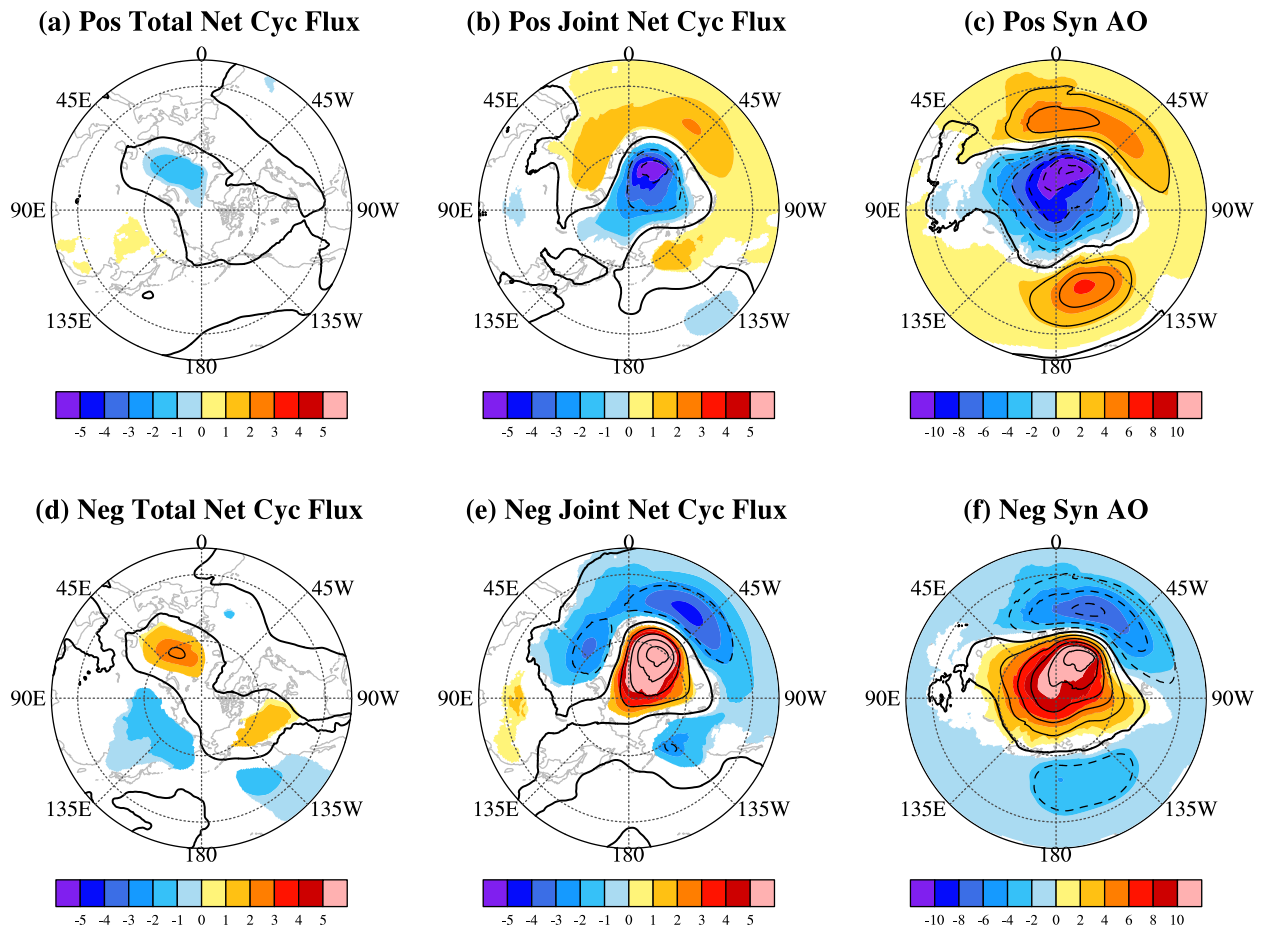 (a) Pos Total Net Cyc Flux (b) Pos Joint Net Cyc Flux (c) Pos Syn AO
0 0 0
45E 45W 45E 45W 45E 45W
90E 90W 90E 90W 90E 90W
135E 135W 135E 135W 135E 135W
180 180 180
-5 -4 -3 -2 -1 0 1 2 3 4 5 -5 -4 -3 -2 -1 0 1 2 3 4 5 -10 -8 -6 -4 -2 0 2 4 6 8 10
(d) Neg Total Net Cyc Flux (e) Neg Joint Net Cyc Flux (f) Neg Syn AO
0 0 0
45E 45W 45E 45W 45E 45W
90E 90W 90E 90W 90E 90W
135E 135W 135E 135W 135E 135W
180 180 180
-5 -4 -3 -2 -1 0 1 2 3 4 5 -5 -4 -3 -2 -1 0 1 2 3 4 5 -10 -8 -6 -4 -2 0 2 4 6 8 10